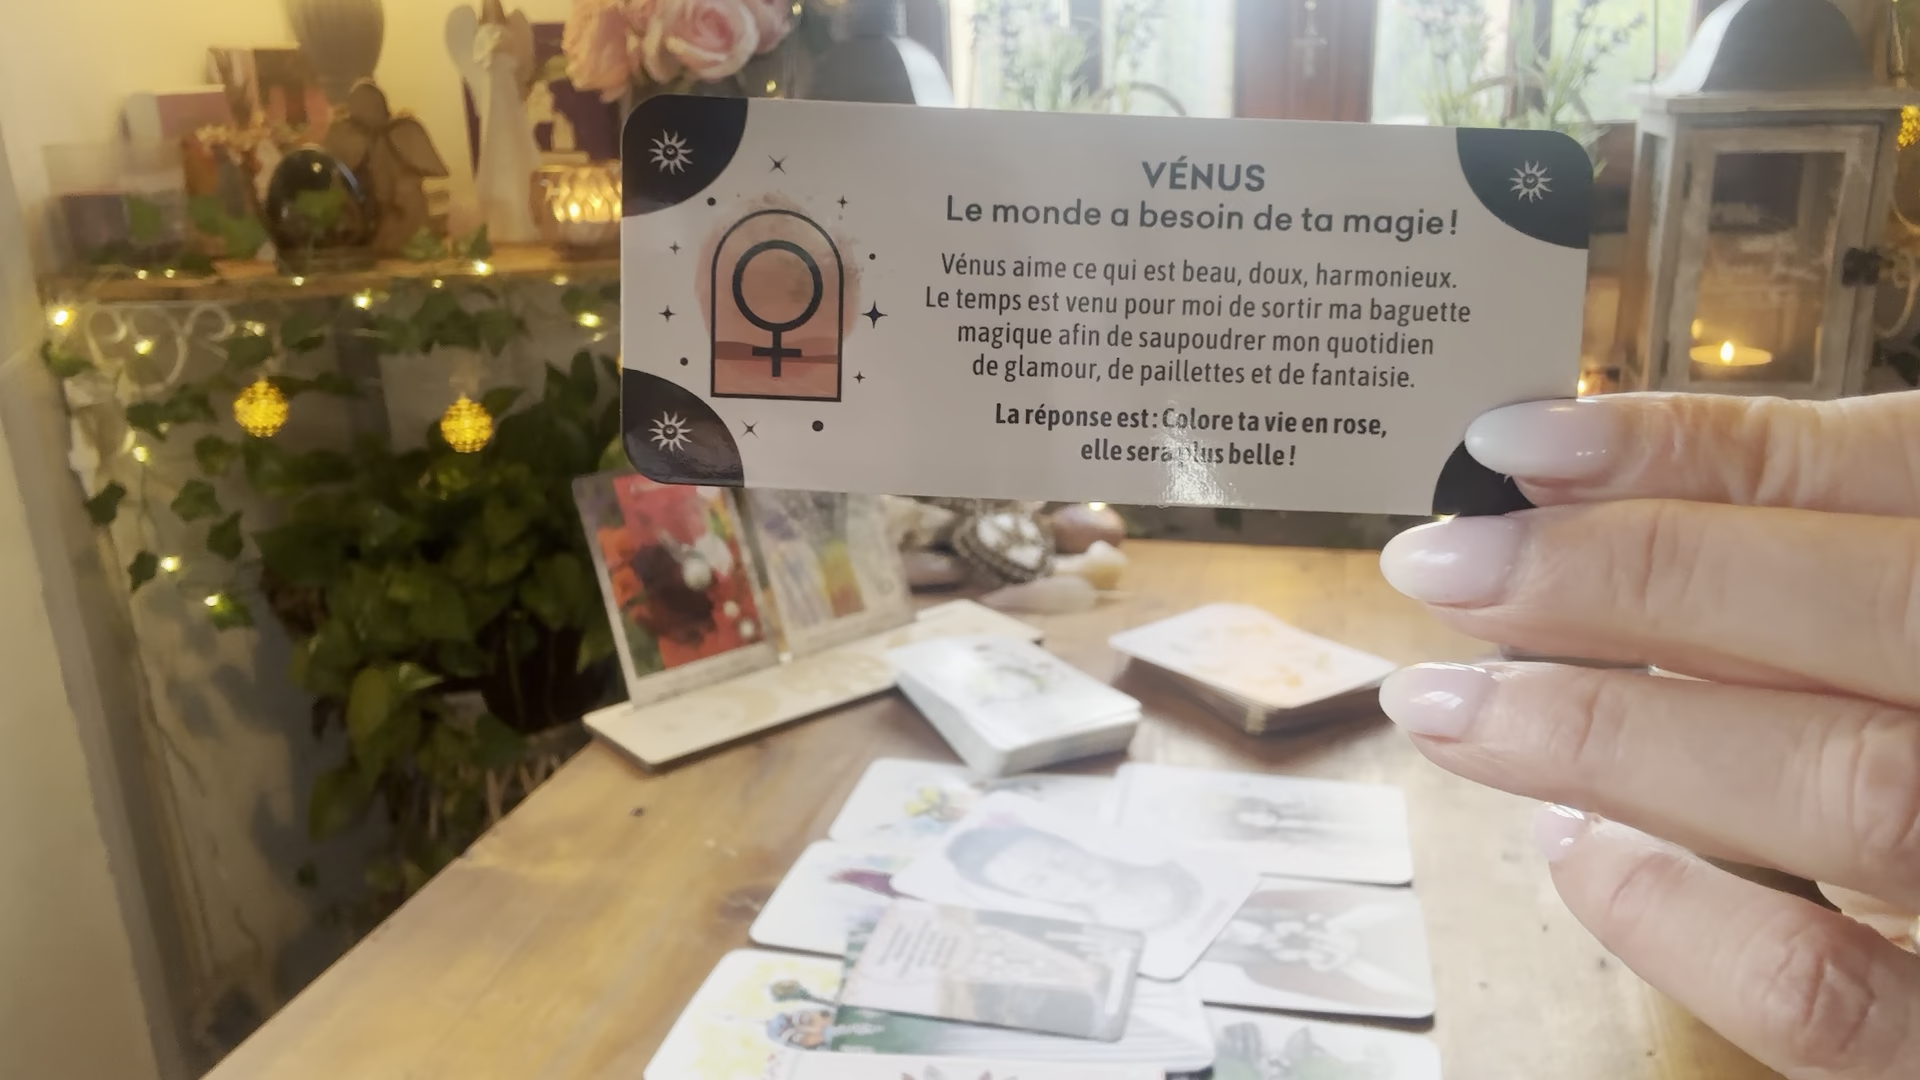 VÉNUS
Le monde a besoin de ta magie !
Vénus aime ce qui est beau, doux, harmonieux.
Le temps est venu pour moi de sortir ma baguette
magique afin de saupoudrer mon quotidien
de glamour, de paillettes et de fantaisie.
La réponse est : Colore ta vie en rose,
elle sera plus belle !